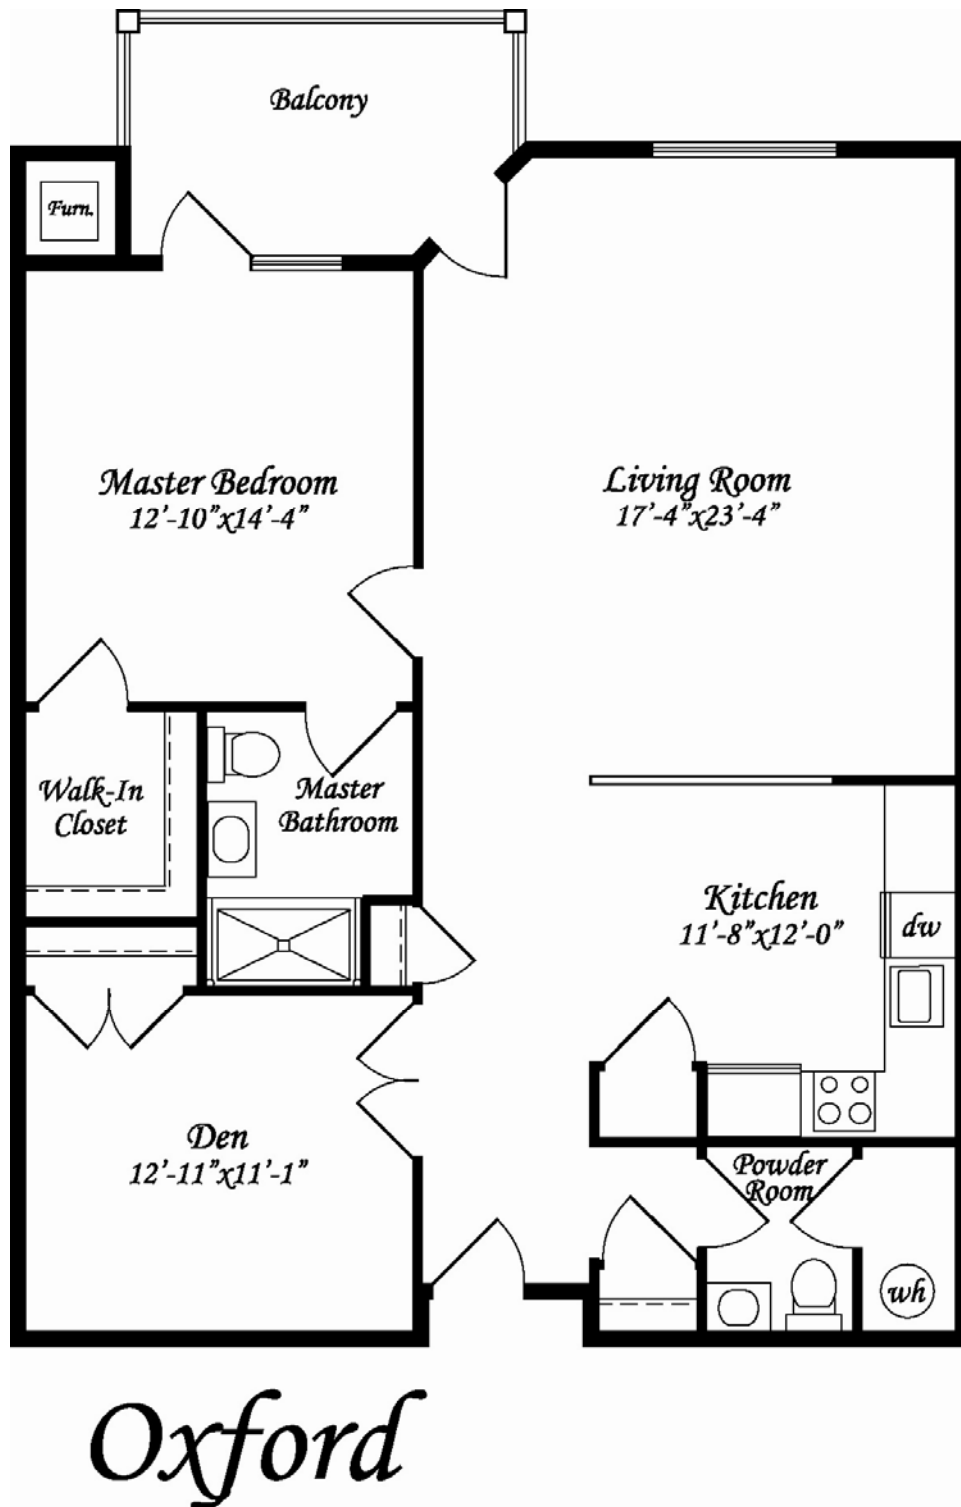 Balcony
Furn.
Master Bedroom
12'-10"x14'-4"
Living Room
17'-4"x23'-4"
Walk-In
Closet
Master
Bathroom
Kitchen
11'-8"x12'-0"
dw
Den
12'-11"x11'-1"
Powder
Room
wh
Oxford